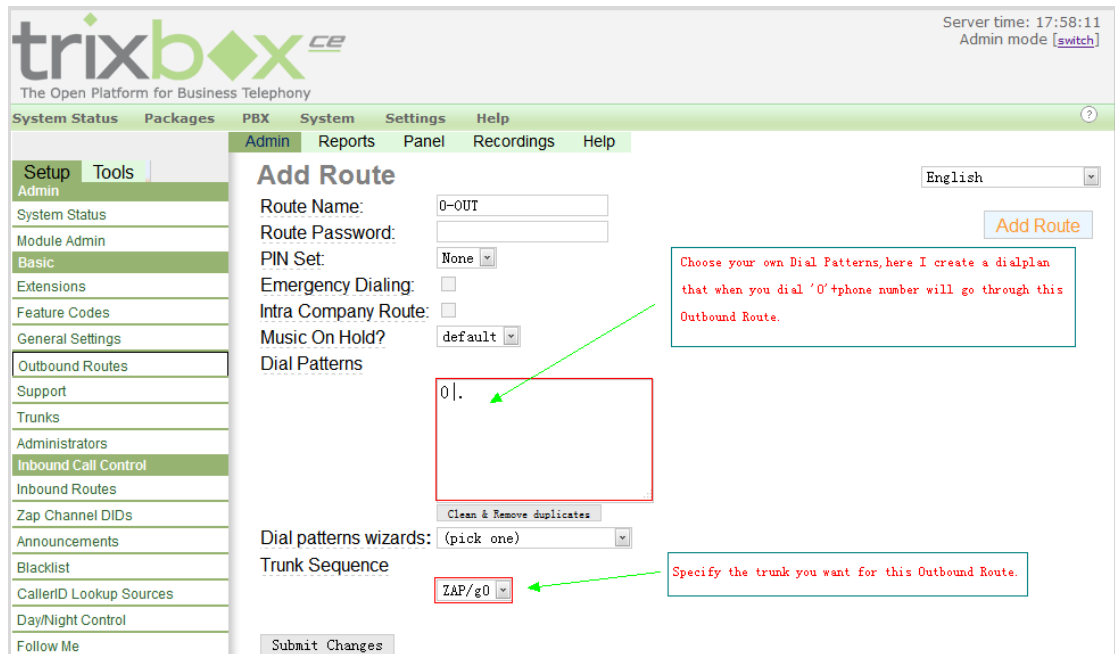 Server time: 17:58:11
Admin mode [switch]
trixbox ce
The Open Platform for Business Telephony
System Status Packages PBX System Settings Help ?
Admin Reports Panel Recordings Help
Setup Tools
Admin
System Status
Module Admin
Basic
Extensions
Feature Codes
General Settings
Outbound Routes
Support
Trunks
Administrators
Inbound Call Control
Inbound Routes
Zap Channel DIDs
Announcements
Blacklist
CallerID Lookup Sources
Day/Night Control
Follow Me
Add Route
English
Add Route
Route Name: 0-OUT
Route Password:
PIN Set: None
Emergency Dialing:
Intra Company Route:
Music On Hold? default
Dial Patterns
0|.
Clean & Remove duplicates
Dial patterns wizards: (pick one)
Trunk Sequence
ZAP/g0
Submit Changes
Choose your own Dial Patterns,here I create a dialplan
that when you dial '0'+phone number will go through this
Outbound Route.
Specify the trunk you want for this Outbound Route.